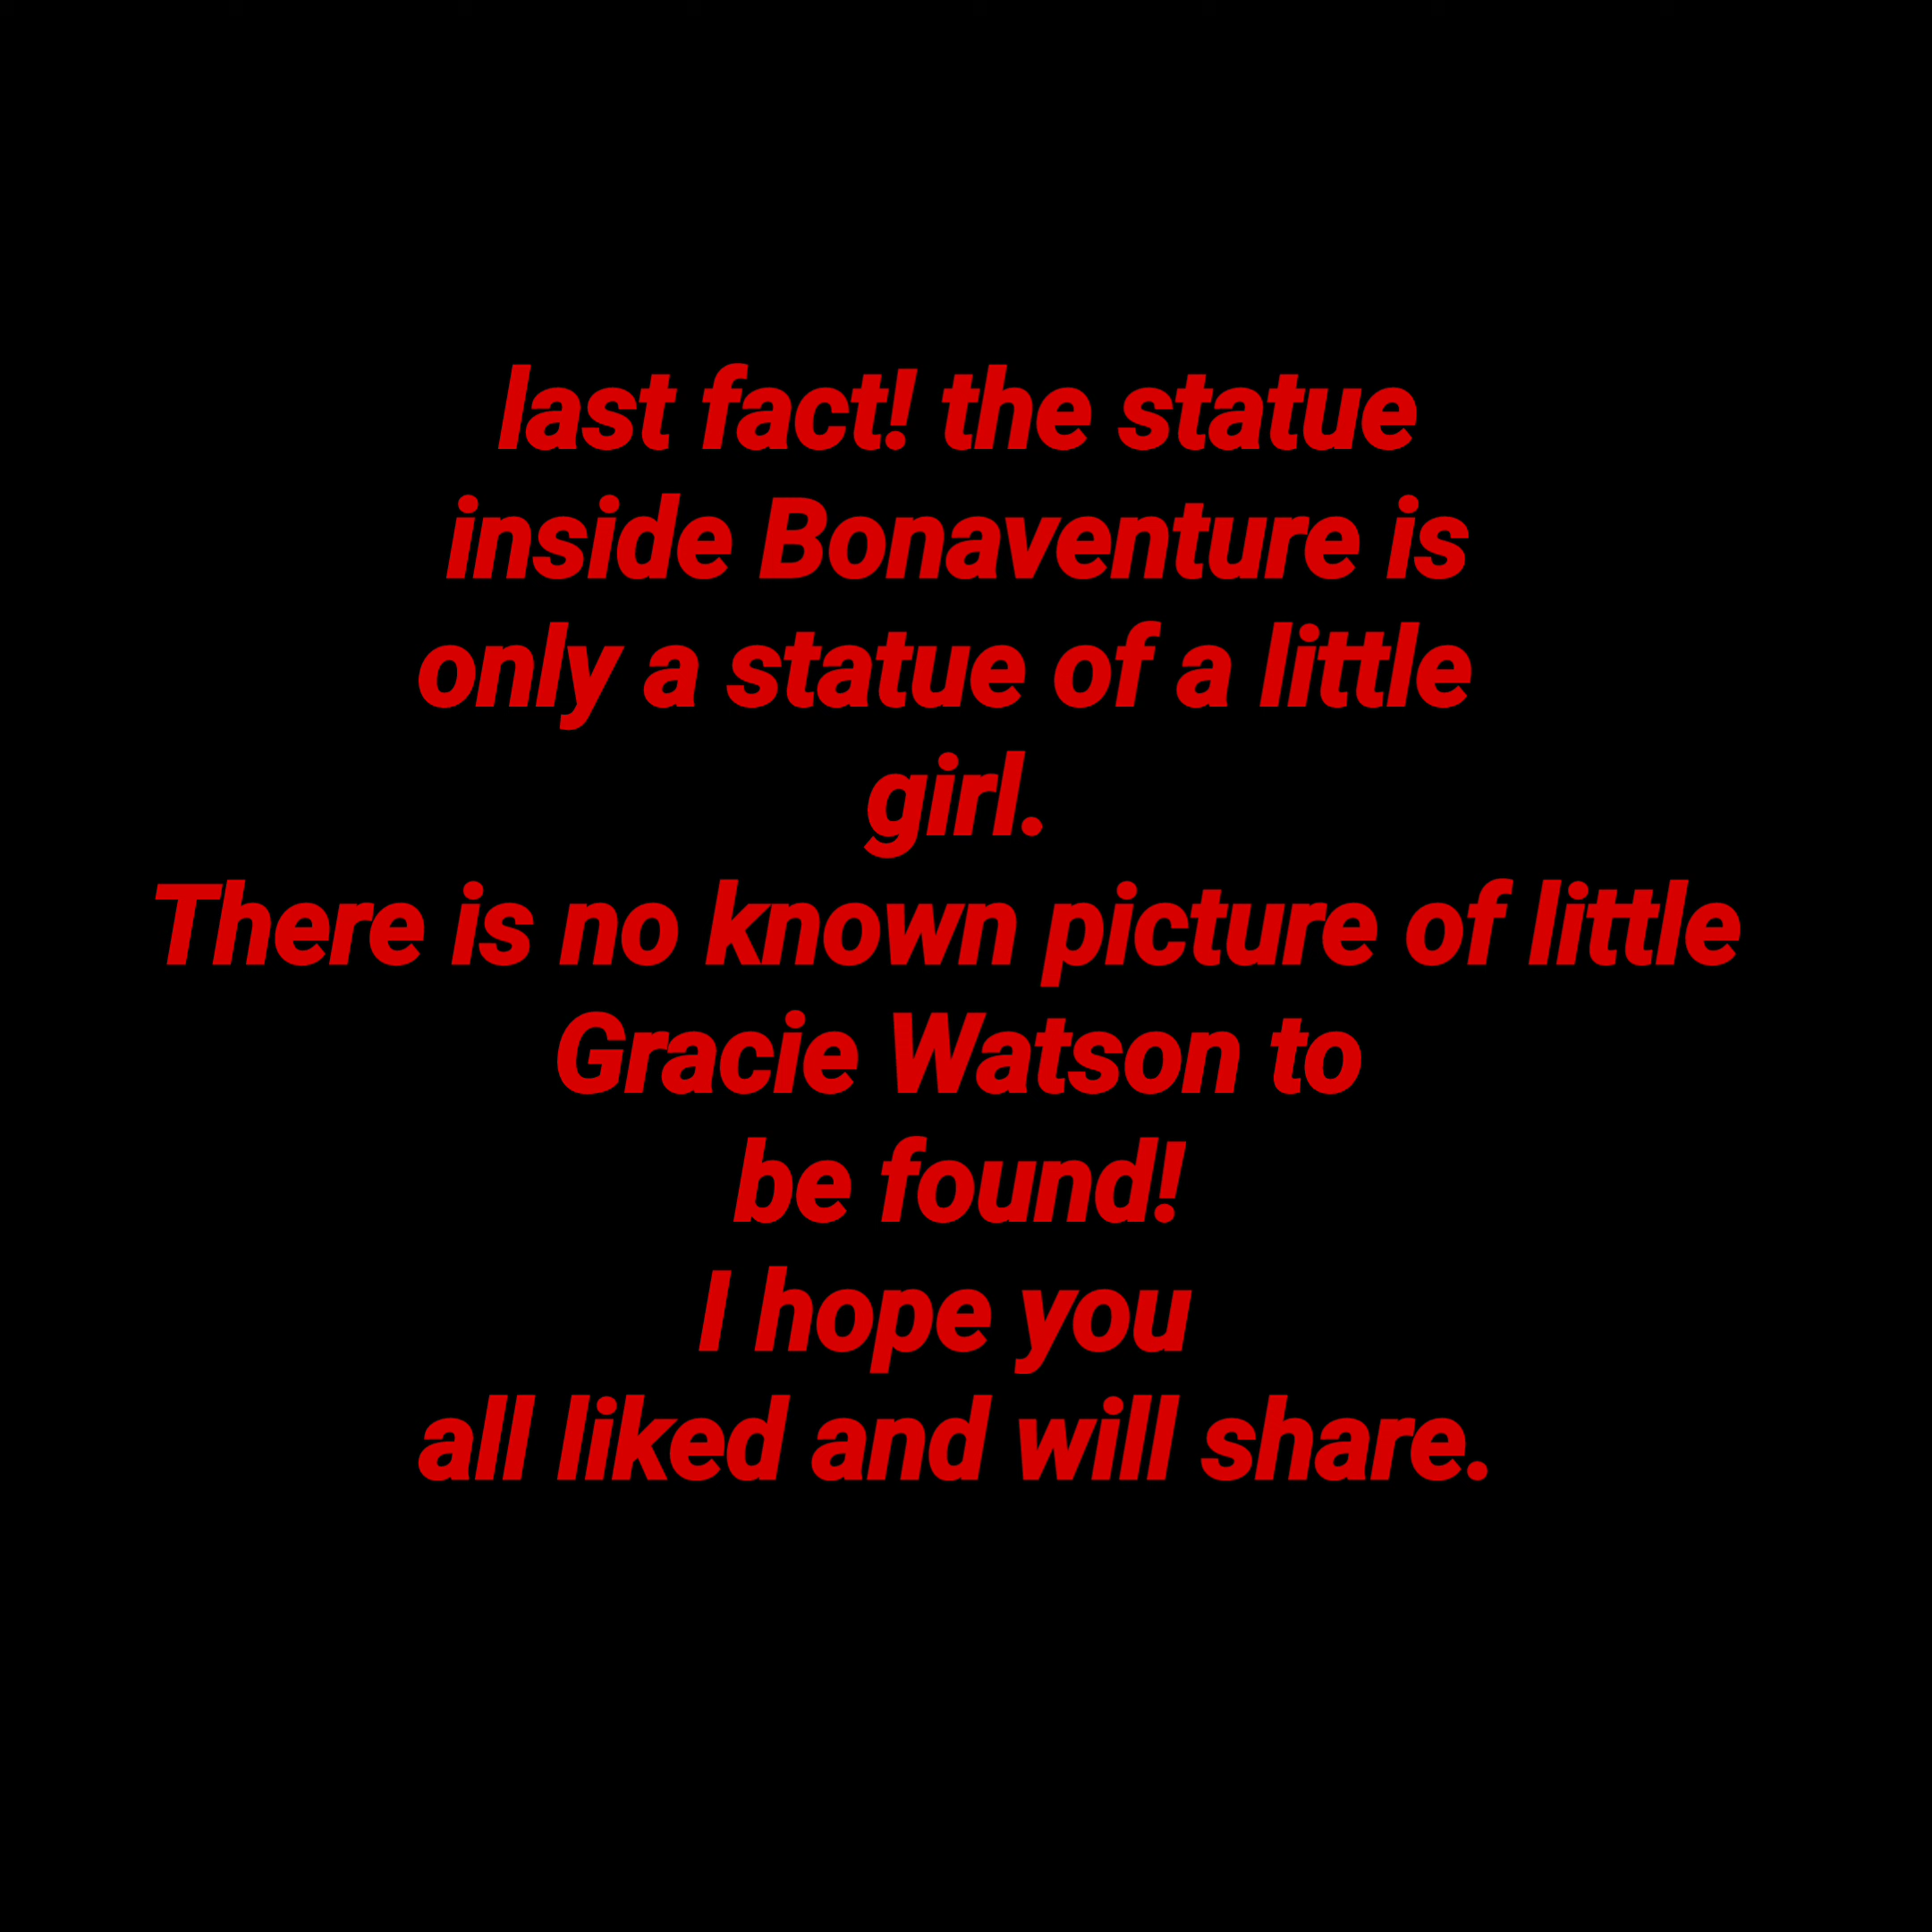 last fact! the statue
inside Bonaventure is
only a statue of a little
girl.
There is no known picture of little
Gracie Watson to
be found!
I hope you
all liked and will share.